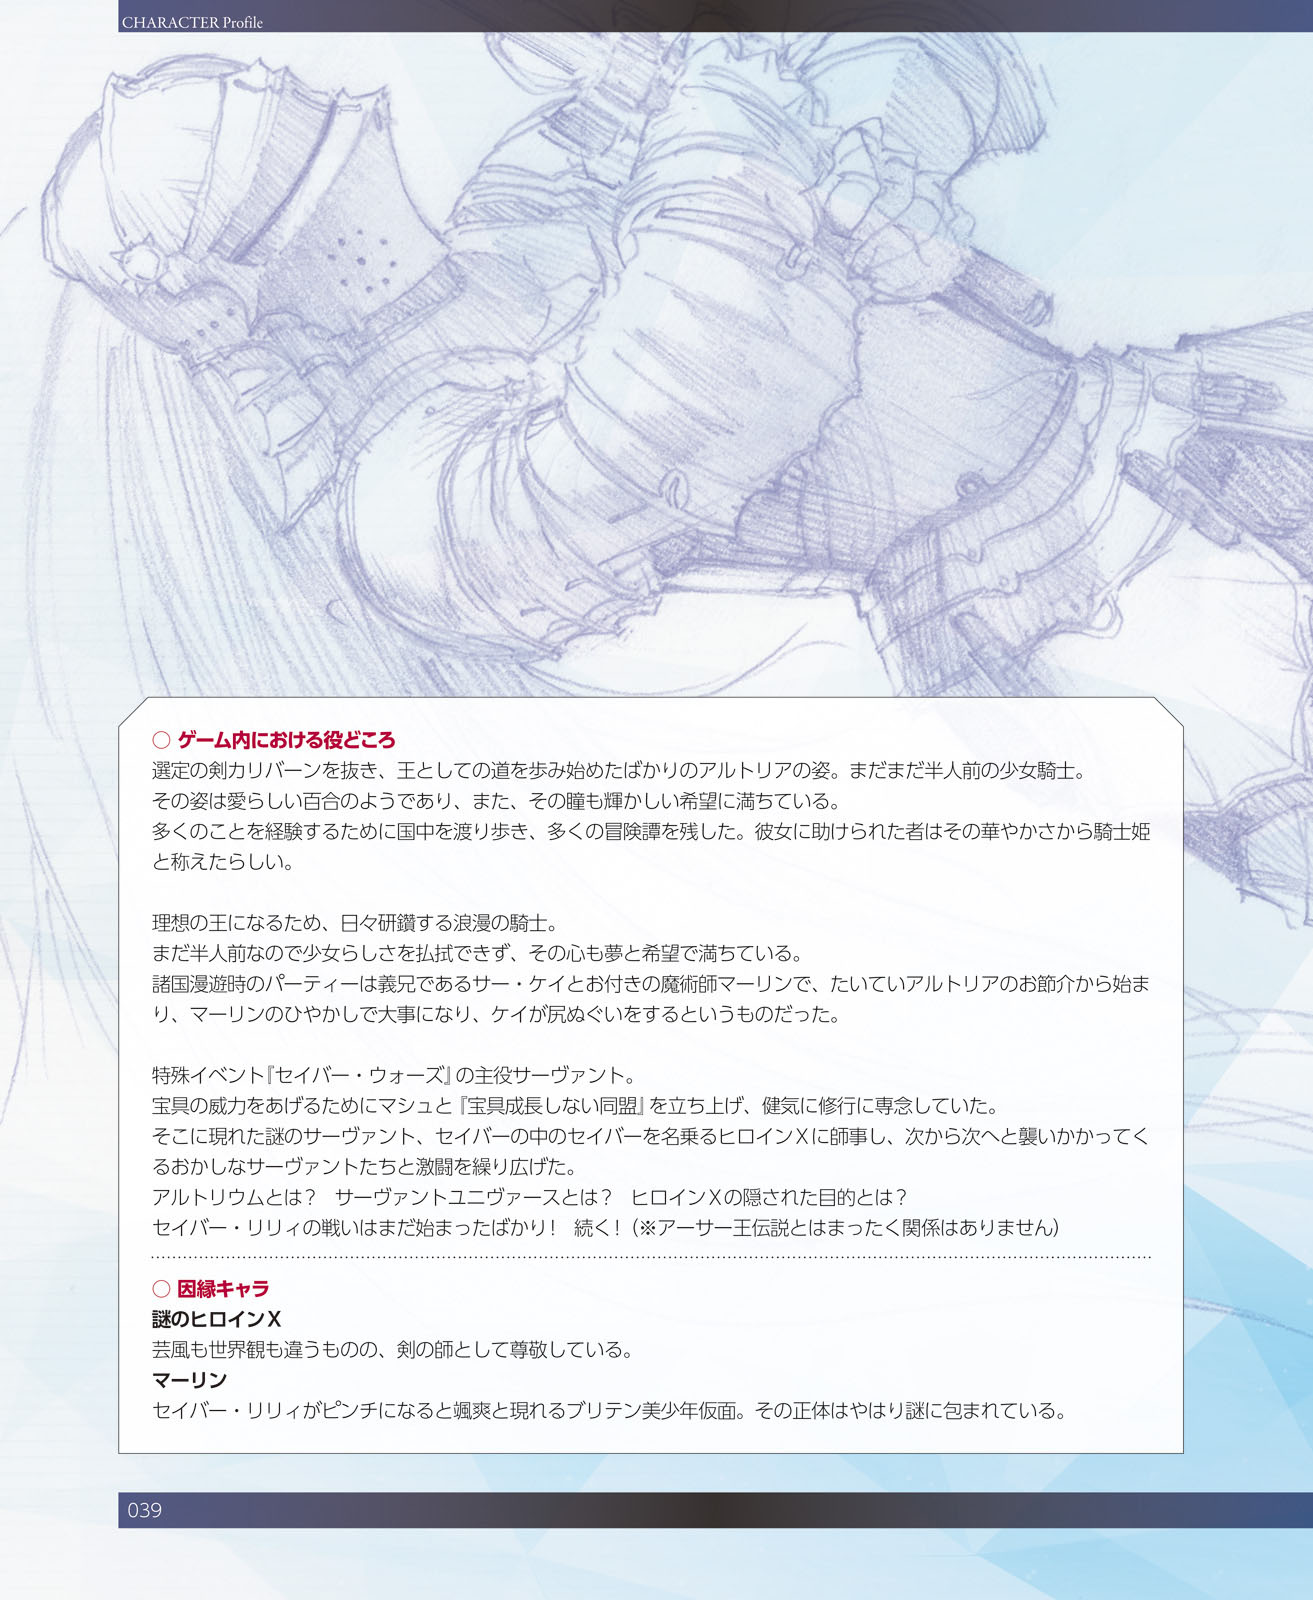 CHARACTER Profile
○ ゲーム内における役どころ
選定の剣カリバーンを抜き、王としての道を歩み始めたばかりのアルトリアの姿。まだまだ半人前の少女騎士。
その姿は愛らしい百合のようであり、また、その瞳も輝かしい希望に満ちている。
多くのことを経験するために国中を渡り歩き、多くの冒険譚を残した。彼女に助けられた者はその華やかさから騎士姫
と称えたらしい。
理想の王になるため、日々研鑽する浪漫の騎士。
まだ半人前なので少女らしさを払拭できず、その心も夢と希望で満ちている。
諸国漫遊時のパーティーは義兄であるサー・ケイとお付きの魔術師マーリンで、たいていアルトリアのお節介から始ま
り、マーリンのひやかしで大事になり、ケイが尻ぬぐいをするというものだった。
特殊イベント『セイバー・ウォーズ』の主役サーヴァント。
宝具の威力をあげるためにマシュと『宝具成長しない同盟』を立ち上げ、健気に修行に専念していた。
そこに現れた謎のサーヴァント、セイバーの中のセイバーを名乗るヒロインXに師事し、次から次へと襲いかかってく
るおかしなサーヴァントたちと激闘を繰り広げた。
アルトリウムとは？　サーヴァントユニヴァースとは？　ヒロインXの隠された目的とは？
セイバー・リリィの戦いはまだ始まったばかり！　続く！（※アーサー王伝説とはまったく関係はありません）
○ 因縁キャラ
謎のヒロインX
芸風も世界観も違うものの、剣の師として尊敬している。
マーリン
セイバー・リリィがピンチになると颯爽と現れるブリテン美少年仮面。その正体はやはり謎に包まれている。
039